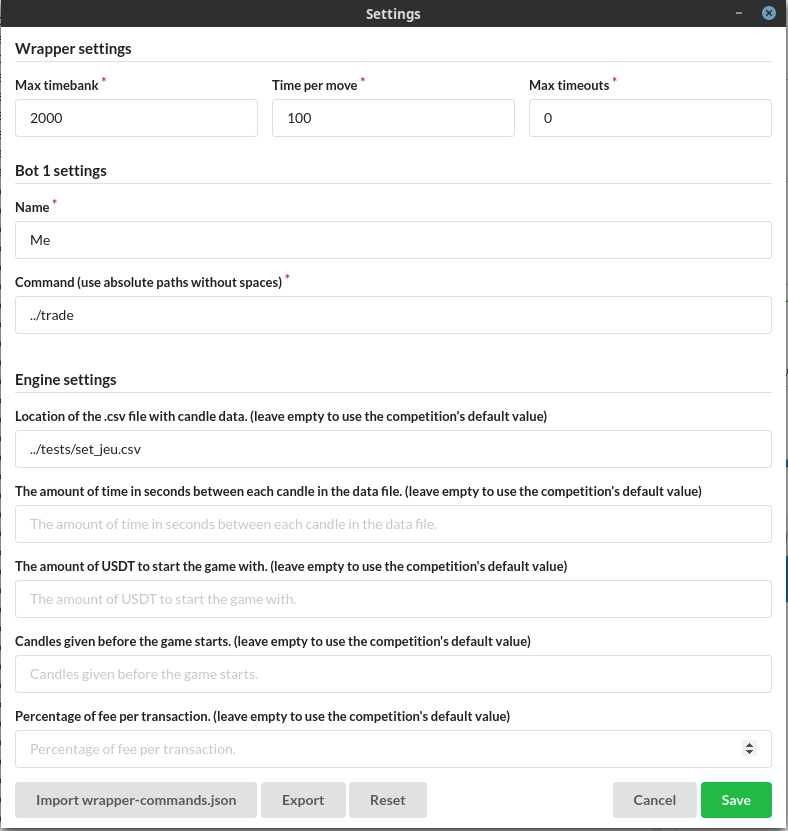 Settings
Wrapper settings
Max timebank * Time per move * Max timeouts *
2000 100 0
Bot 1 settings
Name *
Me
Command (use absolute paths without spaces) *
../trade
Engine settings
Location of the .csv file with candle data. (leave empty to use the competition's default value)
../tests/set_jeu.csv
The amount of time in seconds between each candle in the data file. (leave empty to use the competition's default value)
The amount of time in seconds between each candle in the data file.
The amount of USDT to start the game with. (leave empty to use the competition's default value)
The amount of USDT to start the game with.
Candles given before the game starts. (leave empty to use the competition's default value)
Candles given before the game starts.
Percentage of fee per transaction. (leave empty to use the competition's default value)
Percentage of fee per transaction.
Import wrapper-commands.json Export Reset Cancel Save